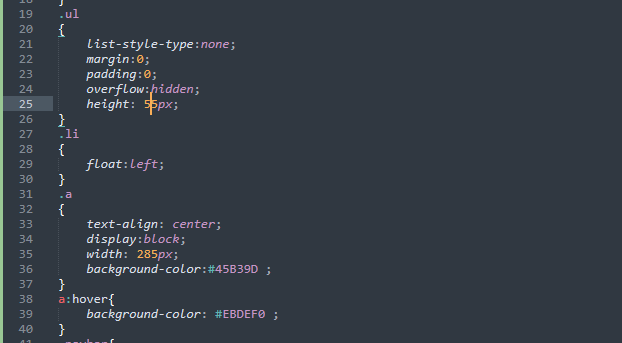 18 }
19 .ul
20 {
21 list-style-type:none;
22 margin:0;
23 padding:0;
24 overflow:hidden;
25 height: 55px;
26 }
27 .li
28 {
29 float:left;
30 }
31 .a
32 {
33 text-align: center;
34 display:block;
35 width: 285px;
36 background-color:#45B39D ;
37 }
38 a:hover{
39 background-color: #EBDEF0 ;
40 }
41 .navbar{